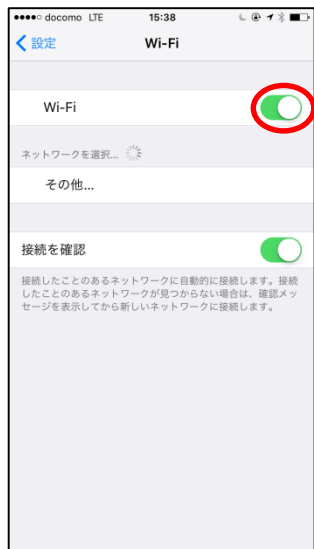 docomo LTE 15:38
設定 Wi-Fi
Wi-Fi
ネットワークを選択...
その他...
接続を確認
接続したことのあるネットワークに自動的に接続します。接続
したことのあるネットワークが見つからない場合は、確認メッ
セージを表示してから新しいネットワークに接続します。